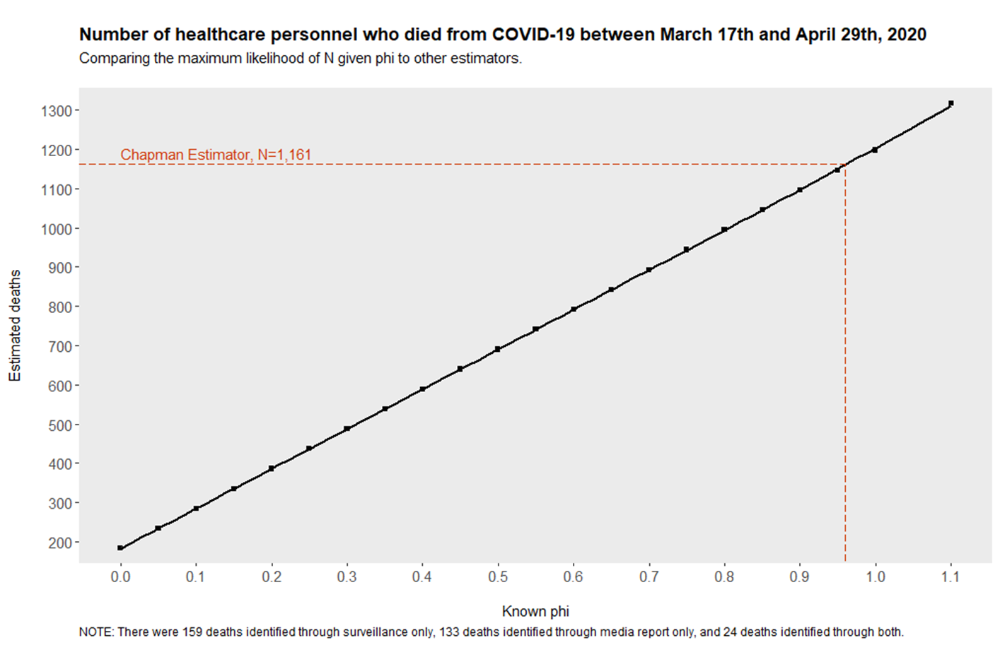 Number of healthcare personnel who died from COVID-19 between March 17th and April 29th, 2020
Comparing the maximum likelihood of N given phi to other estimators.
1300
1200
Chapman Estimator, N=1,161
1100
1000
900
800
700
600
500
400
300
200
Estimated deaths
0.0 0.1 0.2 0.3 0.4 0.5 0.6 0.7 0.8 0.9 1.0 1.1
Known phi
NOTE: There were 159 deaths identified through surveillance only, 133 deaths identified through media report only, and 24 deaths identified through both.